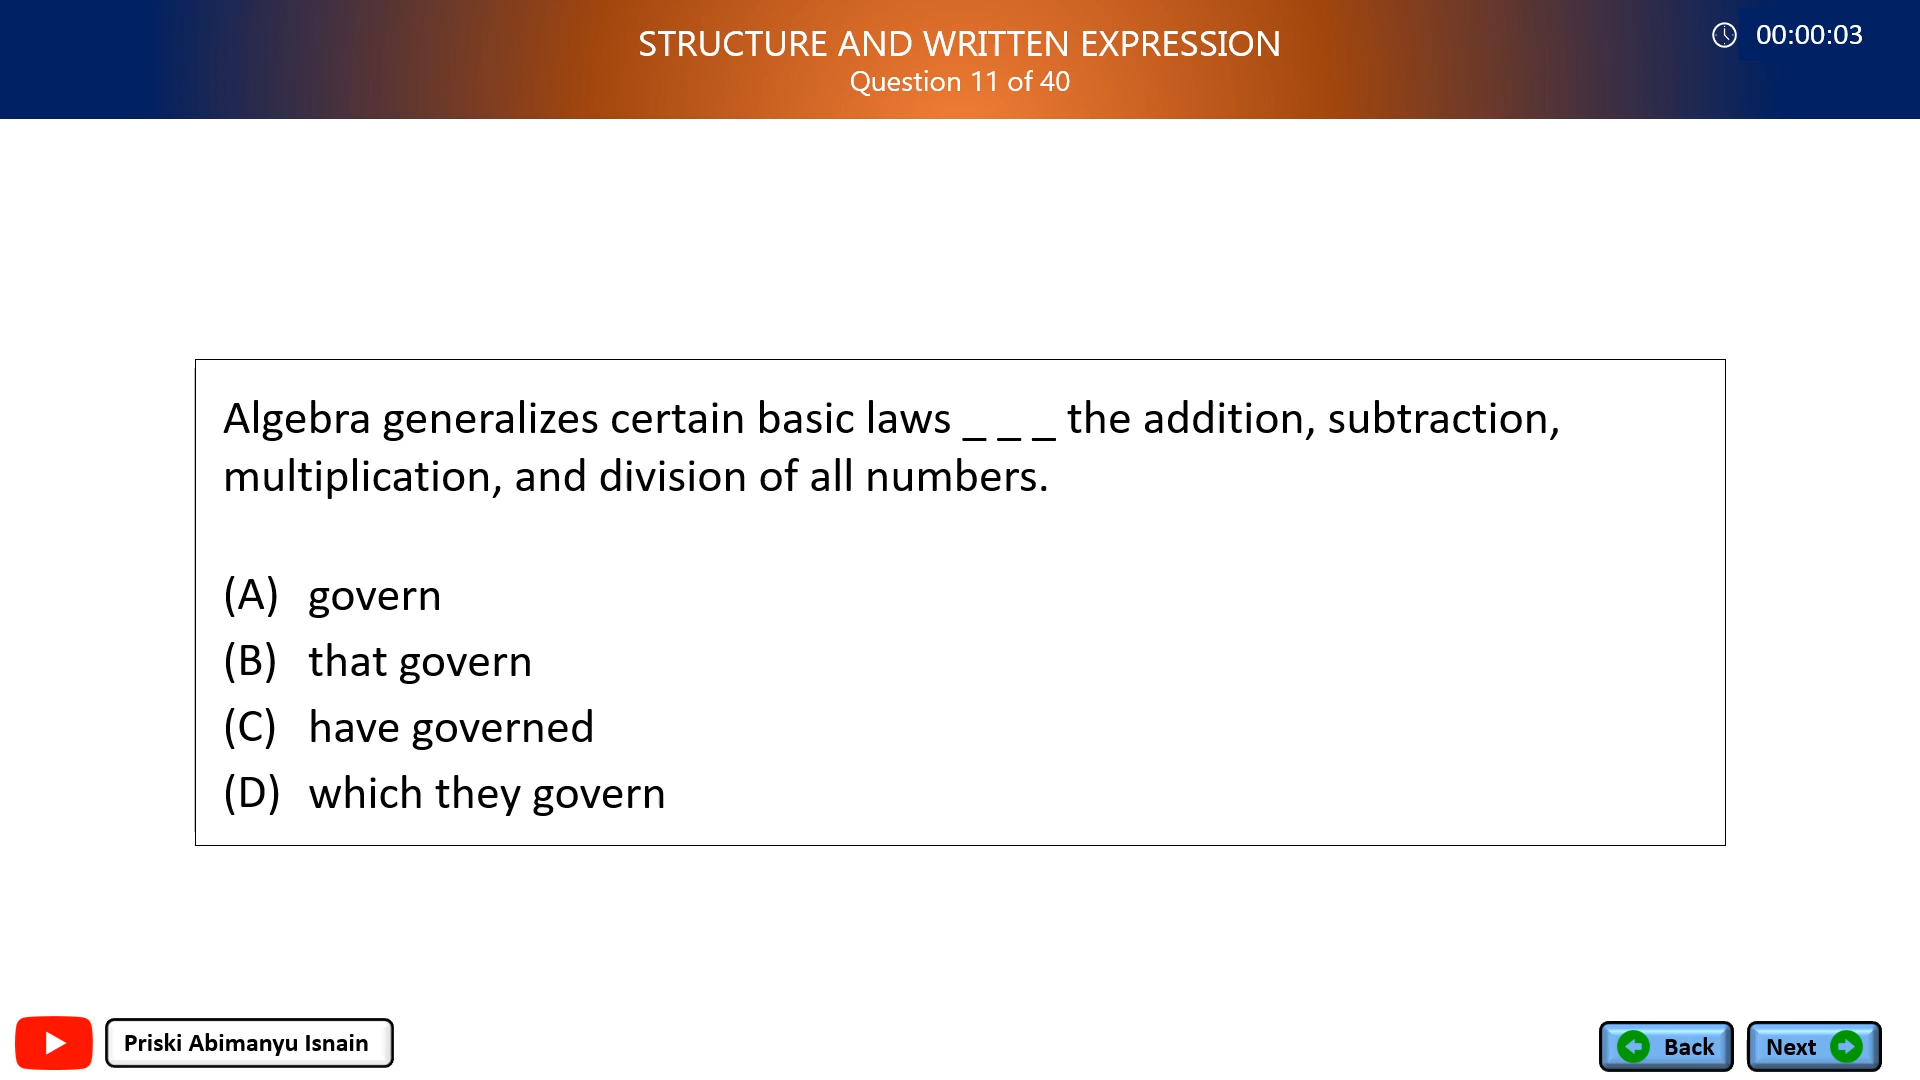 STRUCTURE AND WRITTEN EXPRESSION
Question 11 of 40
00:00:03
Algebra generalizes certain basic laws _ _ _ the addition, subtraction,
multiplication, and division of all numbers.
(A) govern
(B) that govern
(C) have governed
(D) which they govern
Priski Abimanyu Isnain
Back
Next